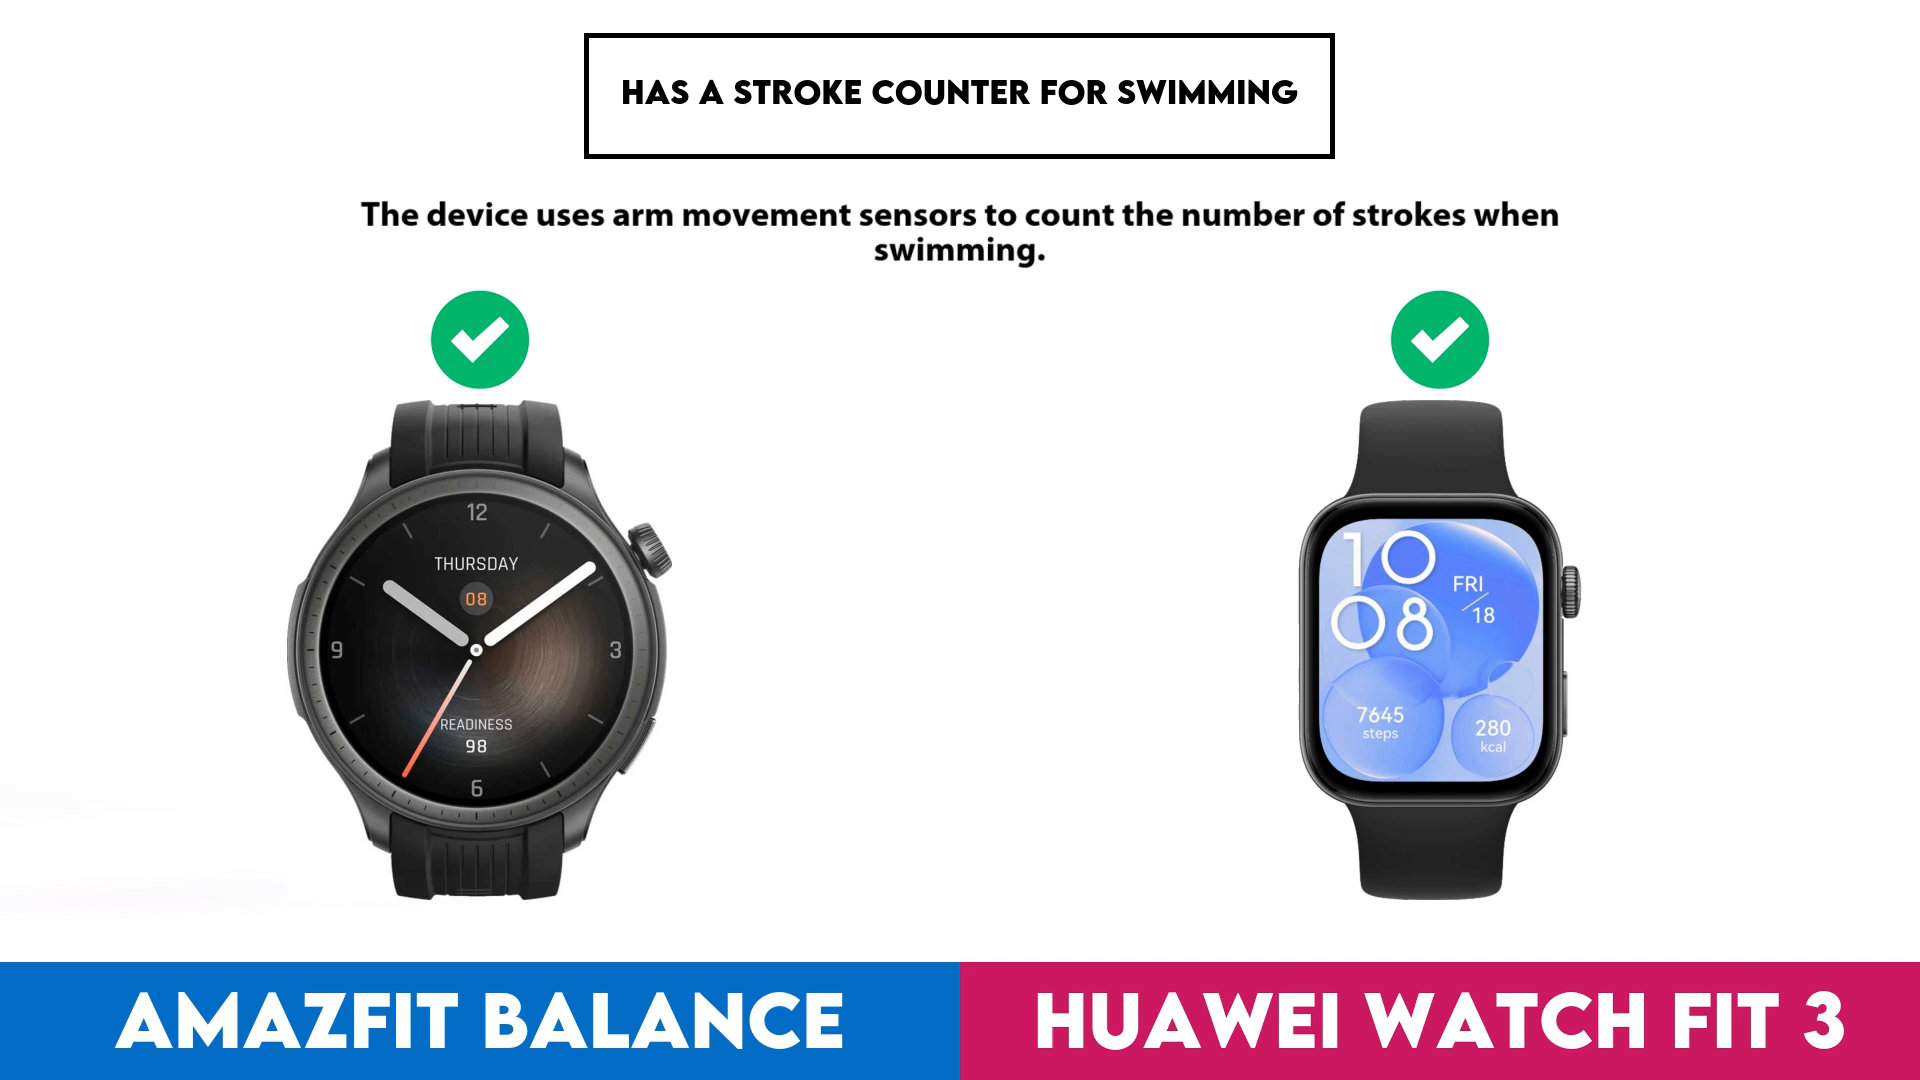 HAS A STROKE COUNTER FOR SWIMMING
The device uses arm movement sensors to count the number of strokes when
swimming.
12
THURSDAY
08
9
3
READINESS
98
6
10
08
FRI
18
7645
steps
280
kcal
AMAZFIT BALANCE
HUAWEI WATCH FIT 3